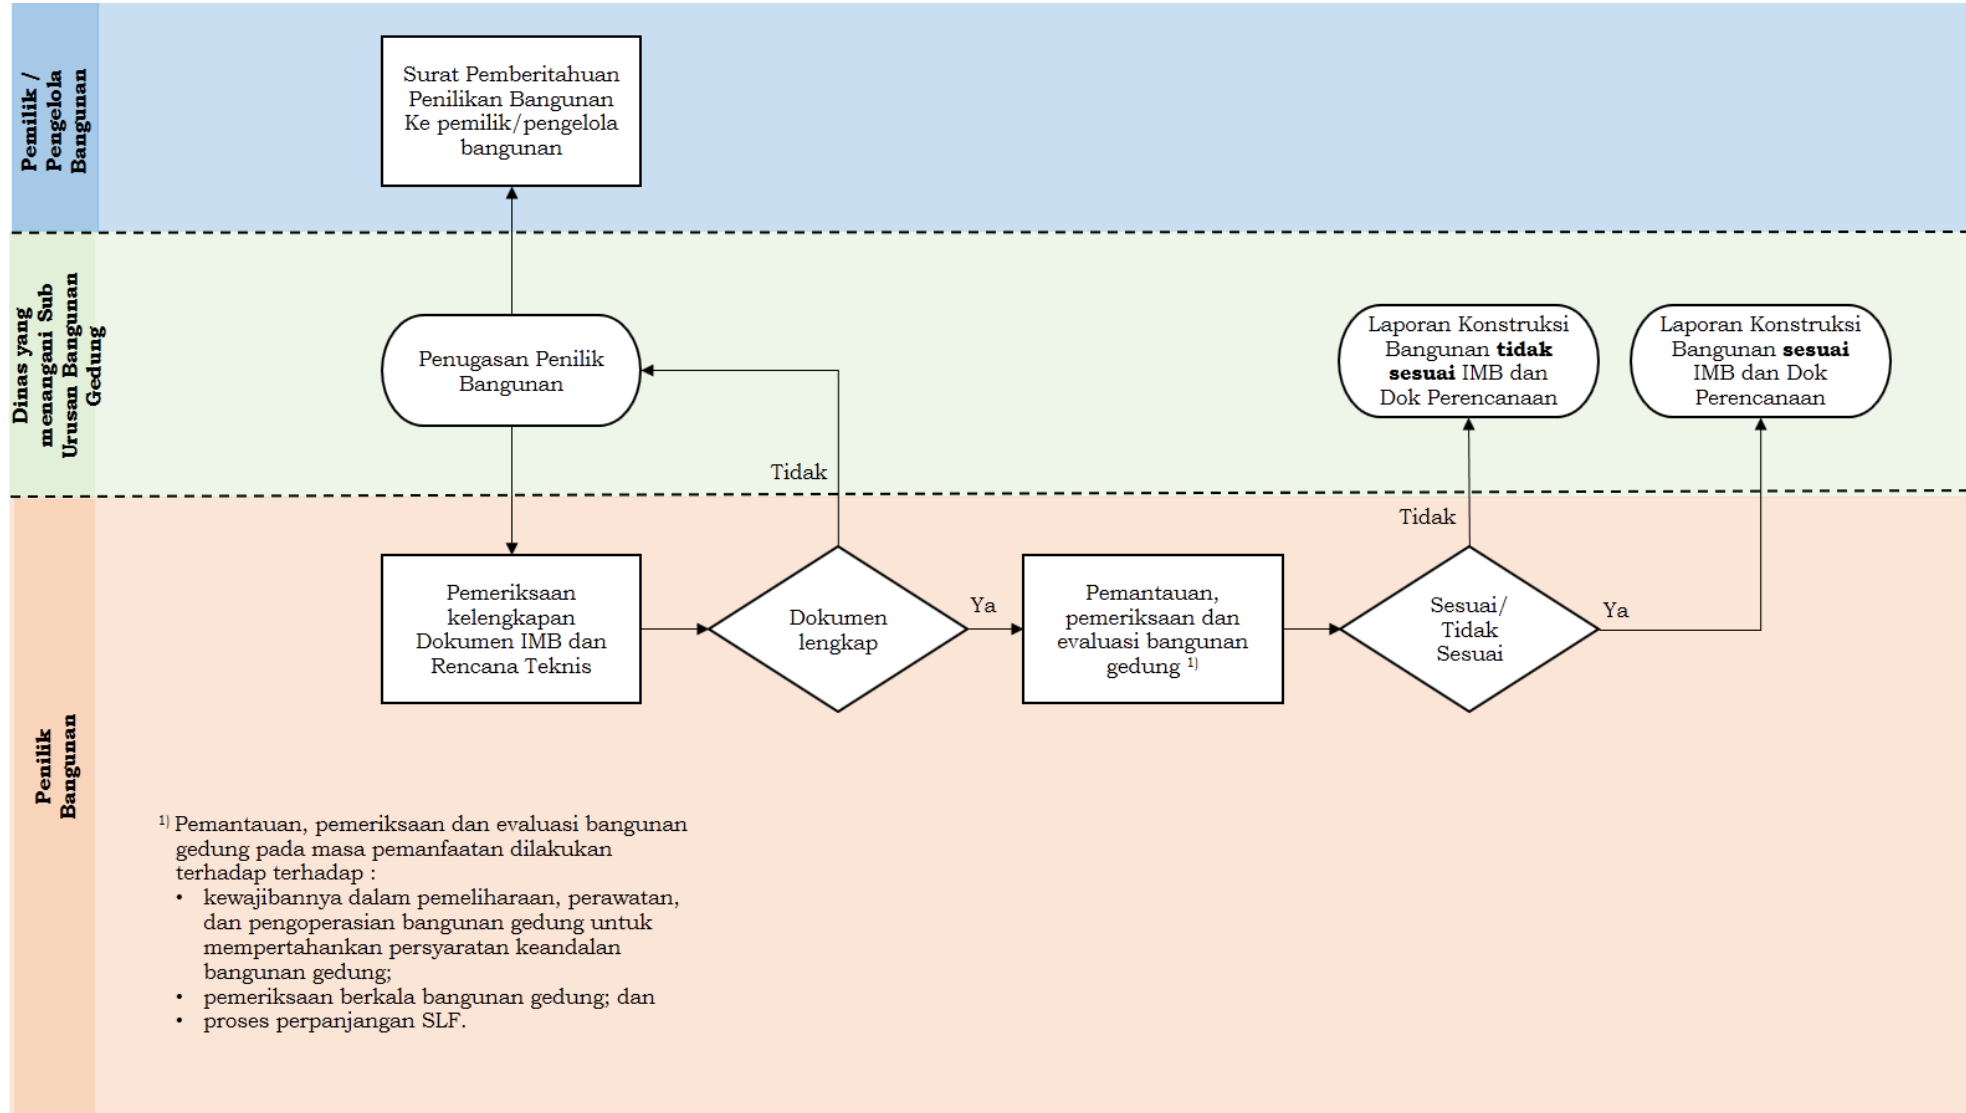 Pemilik /
Pengelola
Bangunan
Surat Pemberitahuan
Penilikan Bangunan
Ke pemilik/pengelola
bangunan
Dinas yang
menangani Sub
Urusan Bangunan
Gedung
Penugasan Penilik
Bangunan
Laporan Konstruksi
Bangunan tidak
sesuai IMB dan
Dok Perencanaan
Laporan Konstruksi
Bangunan sesuai
IMB dan Dok
Perencanaan
Tidak
Tidak
Penilik
Bangunan
Pemeriksaan
kelengkapan
Dokumen IMB dan
Rencana Teknis
Dokumen
lengkap
Ya
Pemantauan,
pemeriksaan dan
evaluasi bangunan
gedung 1)
Sesuai/
Tidak
Sesuai
Ya
1) Pemantauan, pemeriksaan dan evaluasi bangunan
gedung pada masa pemanfaatan dilakukan
terhadap terhadap :
• kewajibannya dalam pemeliharaan, perawatan,
dan pengoperasian bangunan gedung untuk
mempertahankan persyaratan keandalan
bangunan gedung;
• pemeriksaan berkala bangunan gedung; dan
• proses perpanjangan SLF.